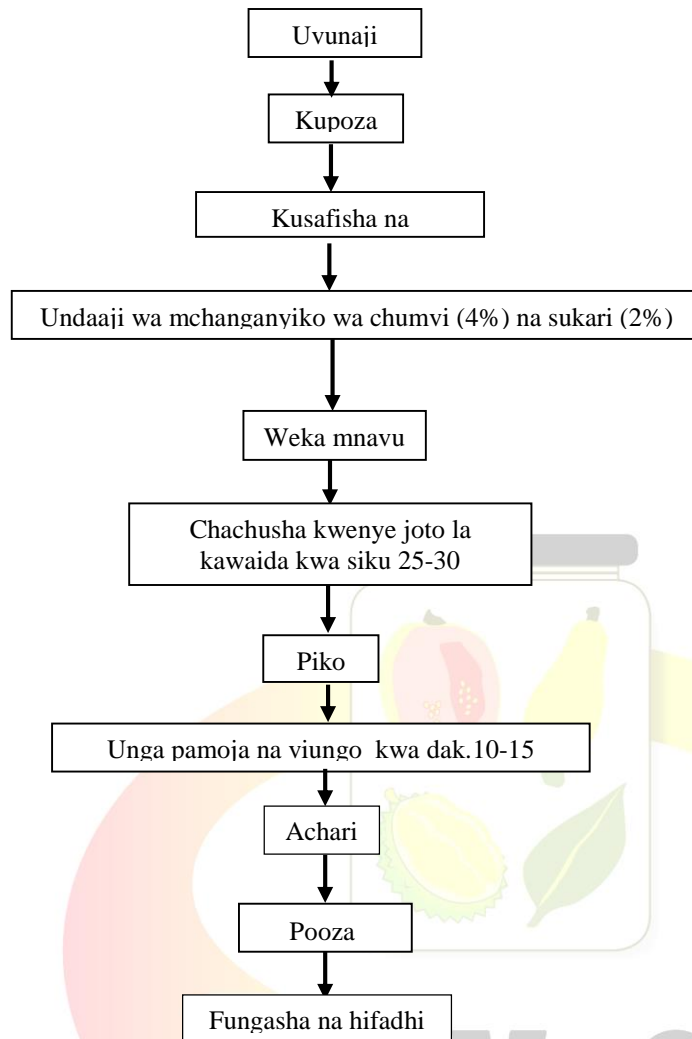 Uvunaji
Kupoza
Kusafisha na
Undaaji wa mchanganyiko wa chumvi (4%) na sukari (2%)
Weka mnavu
Chachusha kwenye joto la
kawaida kwa siku 25-30
Piko
Unga pamoja na viungo kwa dak.10-15
Achari
Pooza
Fungasha na hifadhi